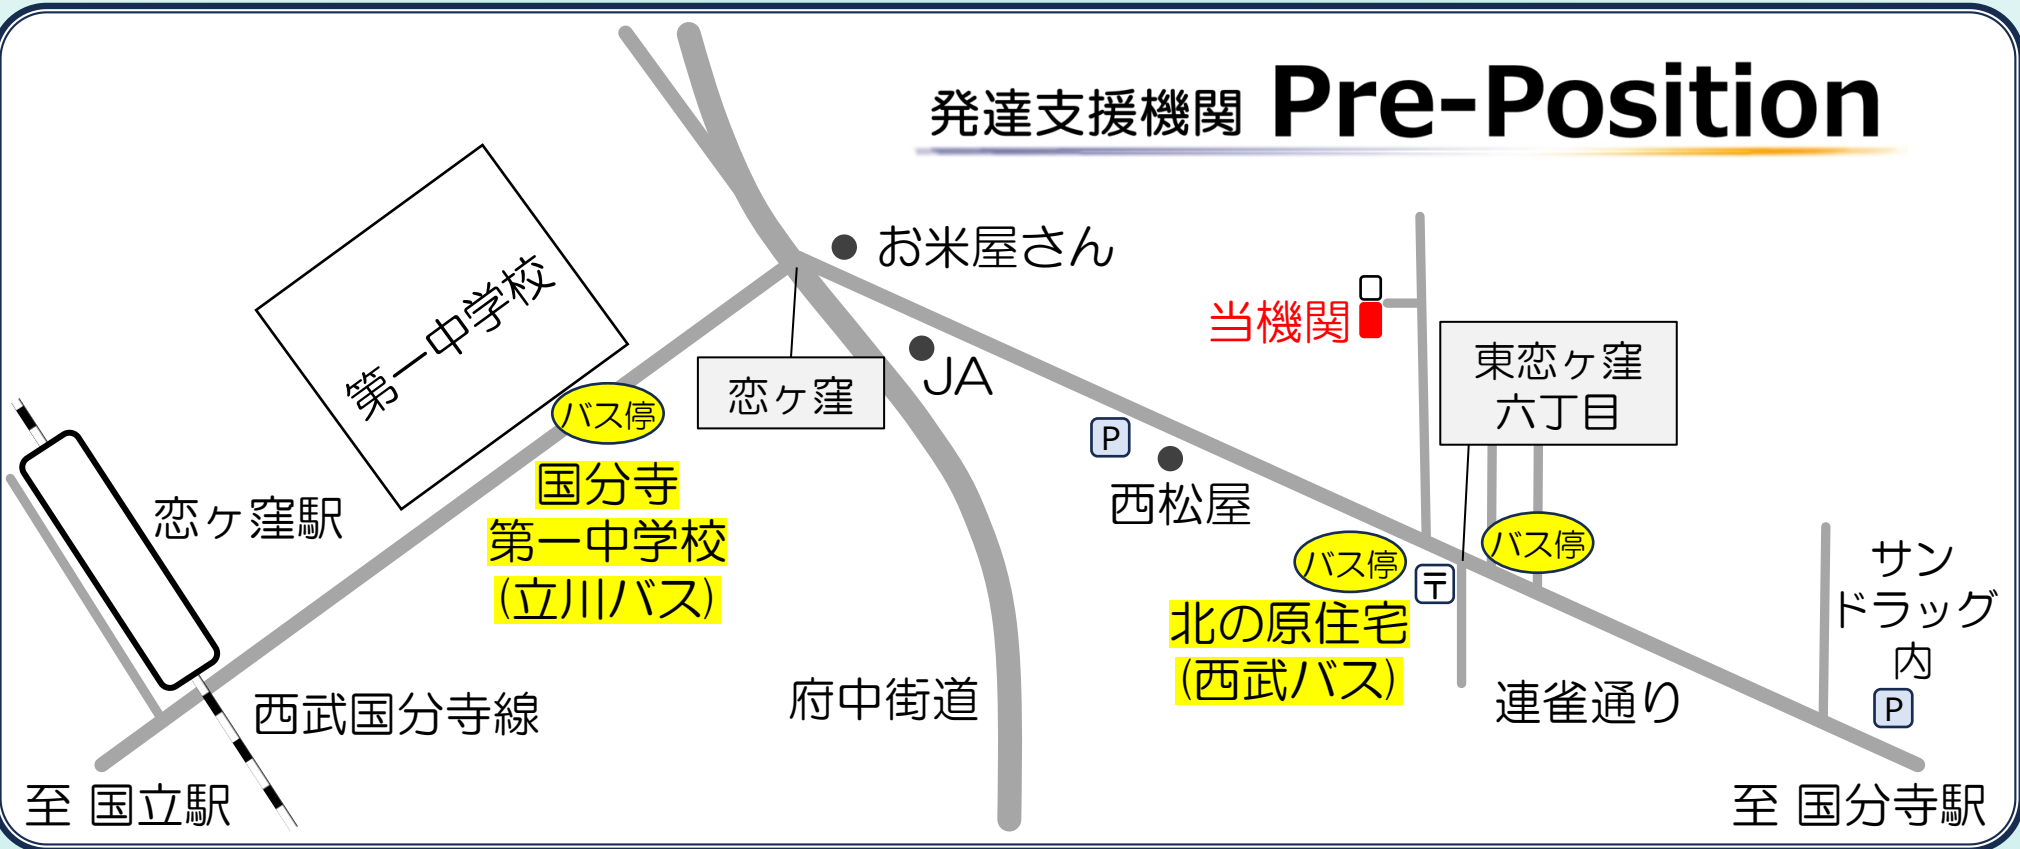 発達支援機関 Pre-Position
お米屋さん
第一中学校
当機関
東恋ヶ窪
六丁目
恋ヶ窪
JA
バス停
国分寺
第一中学校
(立川バス)
P
西松屋
恋ヶ窪駅
バス停
バス停
〒
北の原住宅
(西武バス)
サン
ドラッグ
内
P
西武国分寺線
府中街道
連雀通り
至 国立駅
至 国分寺駅